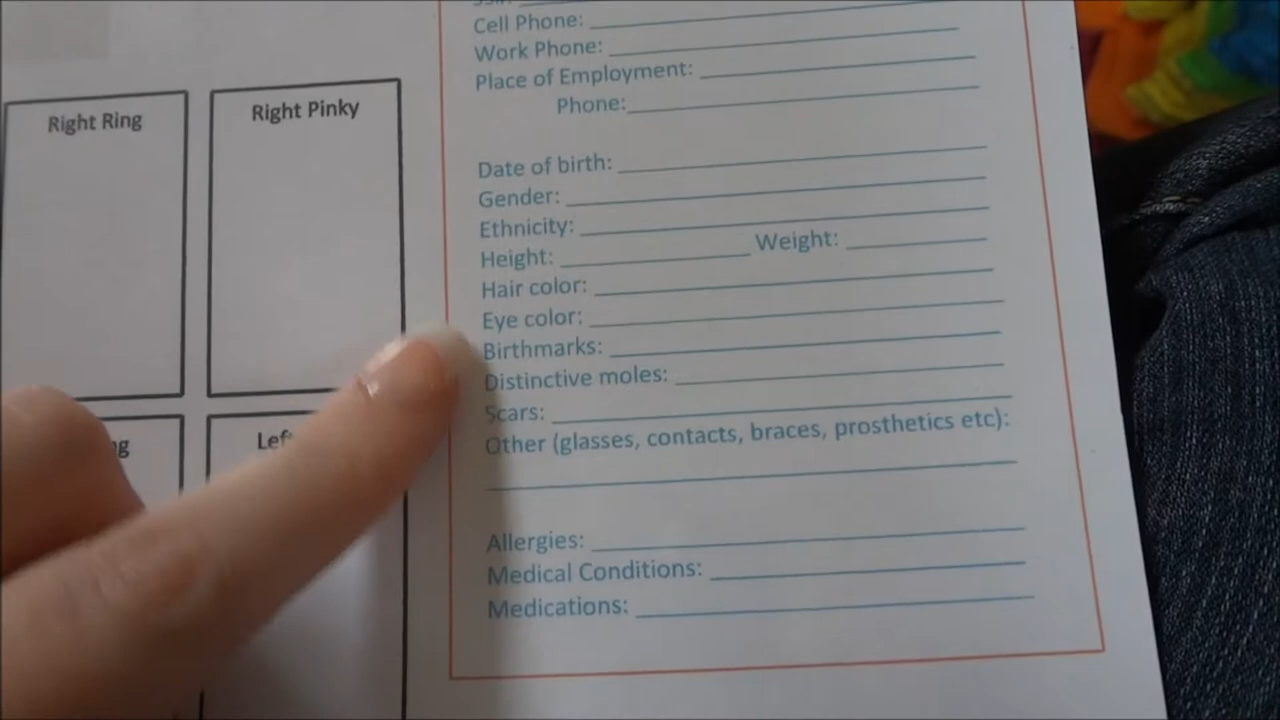 Cell Phone:
Work Phone:
Place of Employment:
Phone:
Right Ring
Right Pinky
Date of birth:
Gender:
Ethnicity:
Height: Weight:
Hair color:
Eye color:
Birthmarks:
Distinctive moles:
Scars:
Other (glasses, contacts, braces, prosthetics etc):
Allergies:
Medical Conditions:
Medications: